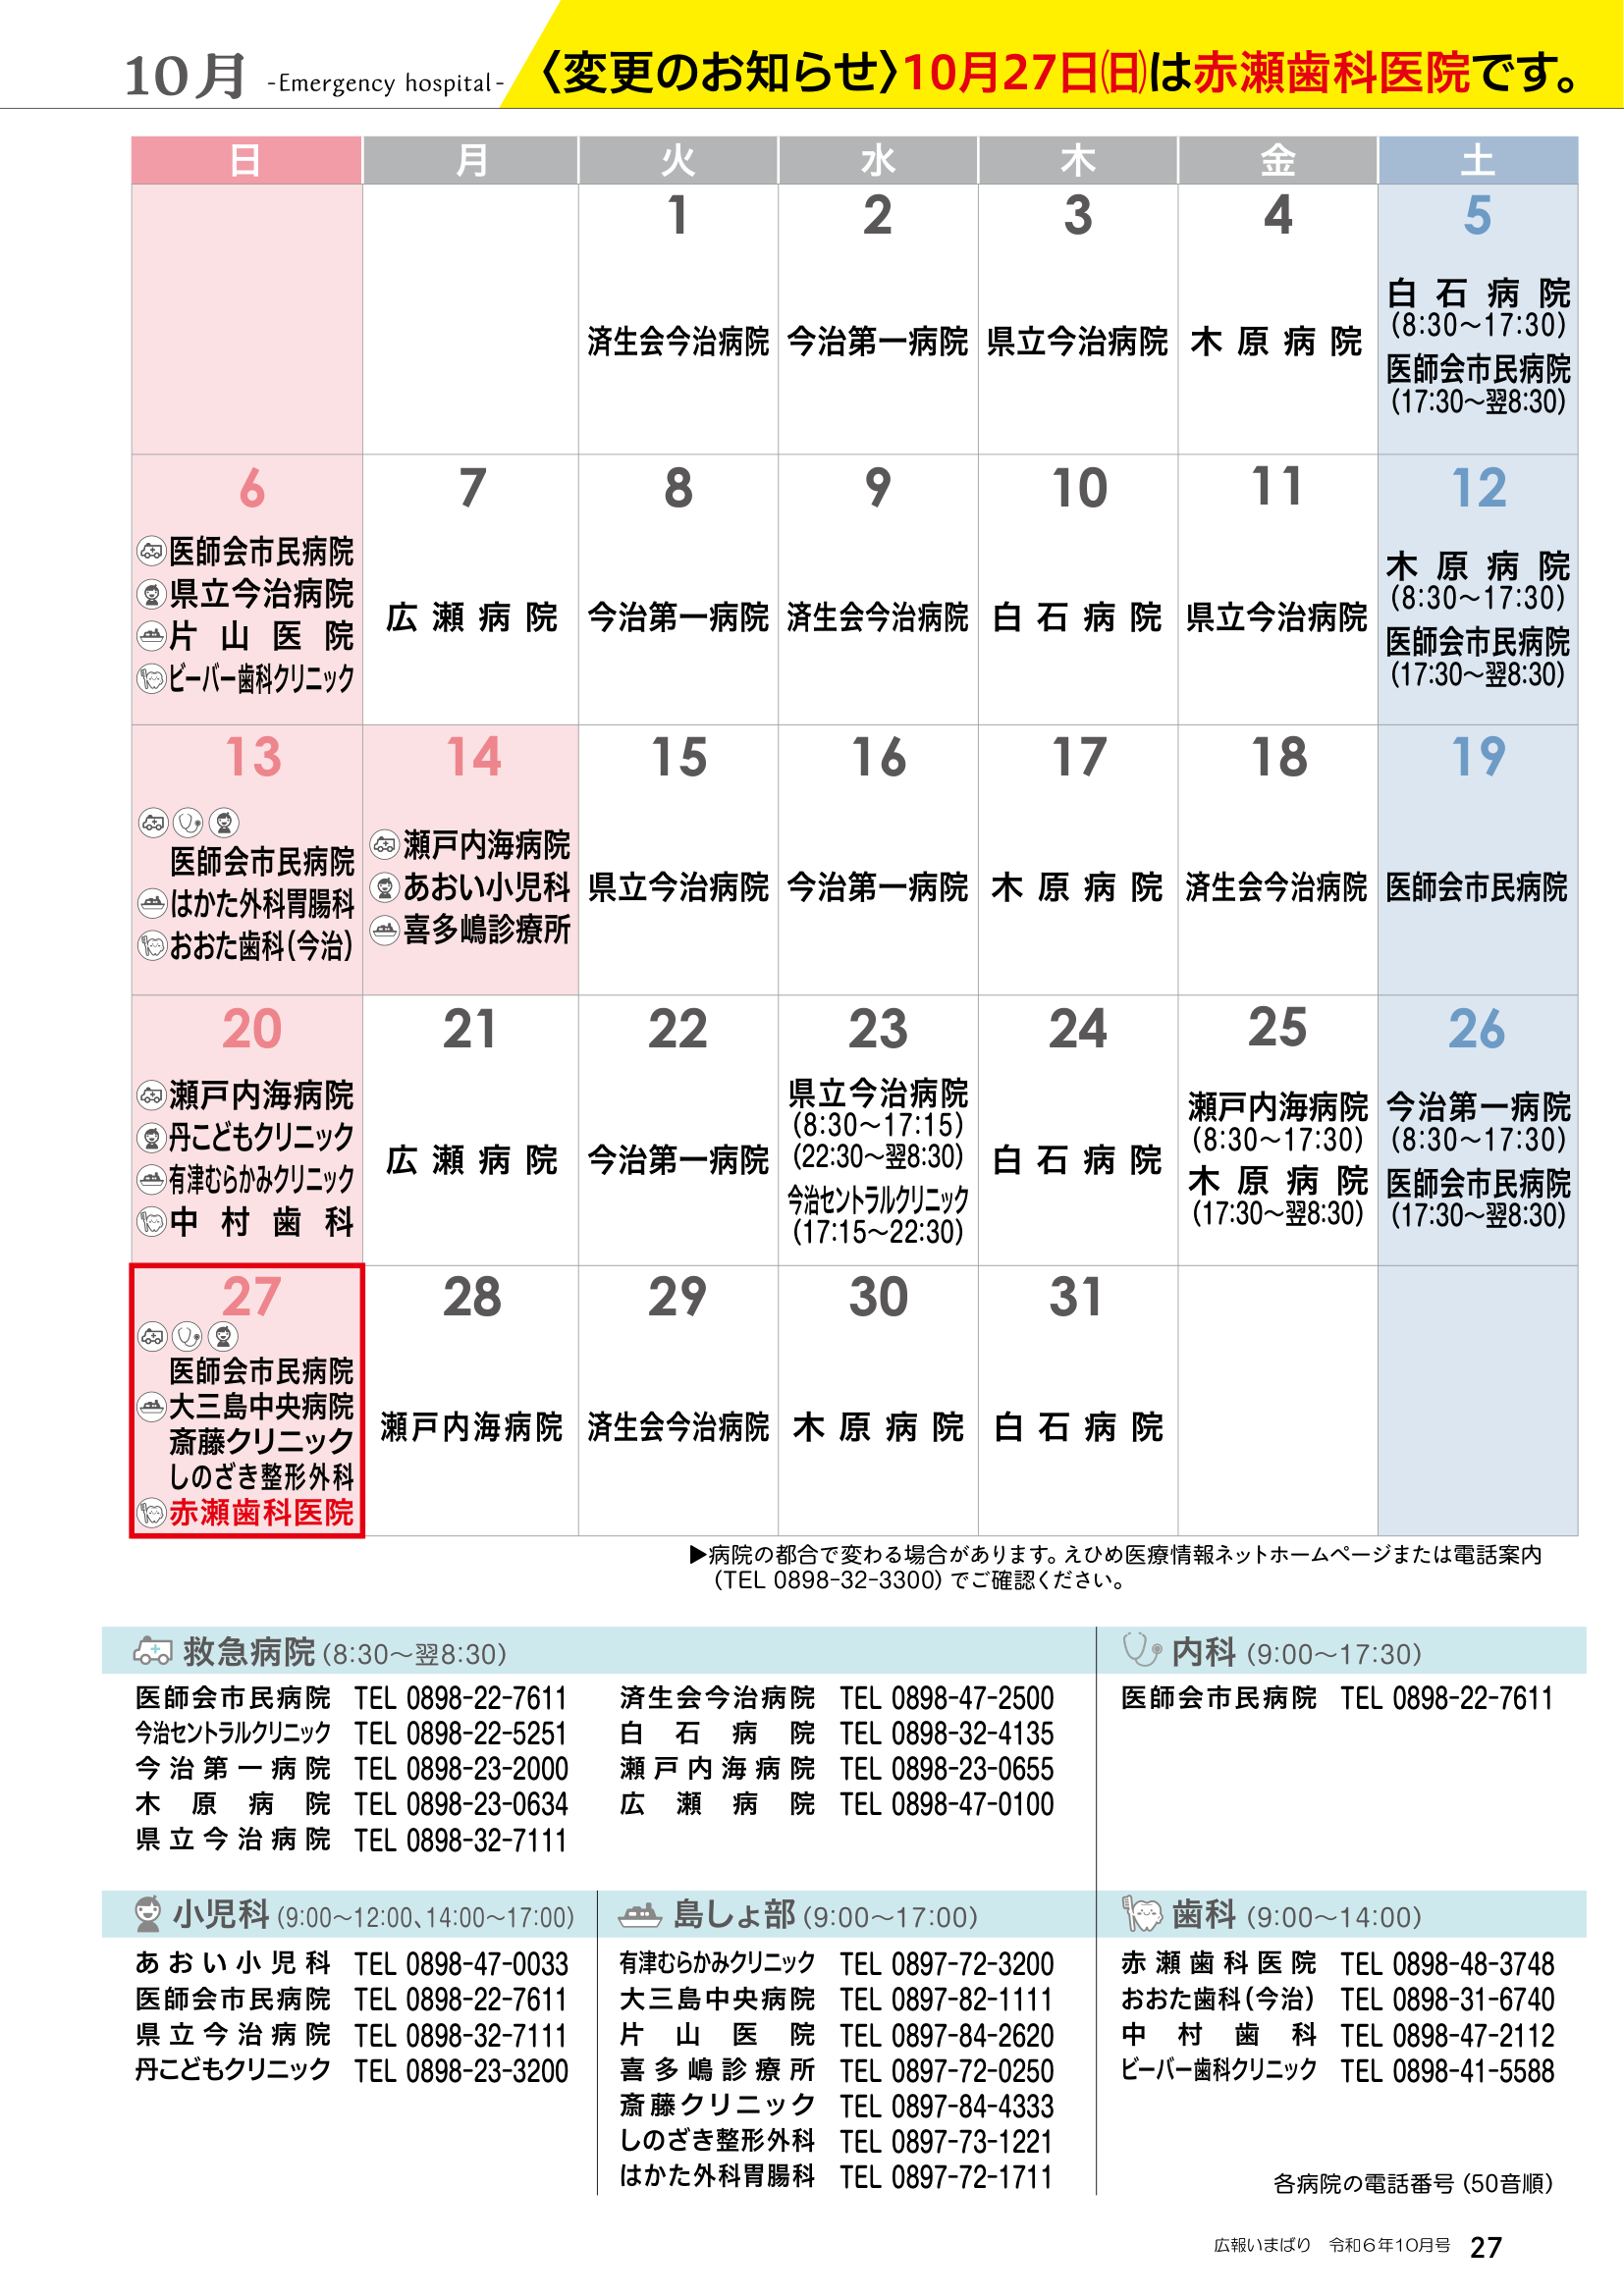 10月 -Emergency hospital-
〈変更のお知らせ〉10月27日(日)は赤瀬歯科医院です。
日 月 火 水 木 金 土
1
済生会今治病院
2
今治第一病院
3
県立今治病院
4
木原病院
5
白石病院
(8:30〜17:30)
医師会市民病院
(17:30〜翌8:30)
6
医師会市民病院
県立今治病院
片山医院
ビーバー歯科クリニック
7
広瀬病院
8
今治第一病院
9
済生会今治病院
10
白石病院
11
県立今治病院
12
木原病院
(8:30〜17:30)
医師会市民病院
(17:30〜翌8:30)
13
医師会市民病院
はかた外科胃腸科
おおた歯科(今治)
14
瀬戸内海病院
あおい小児科
喜多嶋診療所
15
県立今治病院
16
今治第一病院
17
木原病院
18
済生会今治病院
19
医師会市民病院
20
瀬戸内海病院
丹こどもクリニック
有津むらかみクリニック
中村歯科
21
広瀬病院
22
今治第一病院
23
県立今治病院
(8:30〜17:15)
(22:30〜翌8:30)
今治セントラルクリニック
(17:15〜22:30)
24
白石病院
25
瀬戸内海病院
(8:30〜17:30)
木原病院
(17:30〜翌8:30)
26
今治第一病院
(8:30〜17:30)
医師会市民病院
(17:30〜翌8:30)
27
医師会市民病院
大三島中央病院
斎藤クリニック
しのざき整形外科
赤瀬歯科医院
28
瀬戸内海病院
29
済生会今治病院
30
木原病院
31
白石病院
▶病院の都合で変わる場合があります。えひめ医療情報ネットホームページまたは電話案内
(TEL 0898-32-3300) でご確認ください。
救急病院 (8:30〜翌8:30)
医師会市民病院 TEL 0898-22-7611
今治セントラルクリニック TEL 0898-22-5251
今治第一病院 TEL 0898-23-2000
木原病院 TEL 0898-23-0634
県立今治病院 TEL 0898-32-7111
済生会今治病院 TEL 0898-47-2500
白石病院 TEL 0898-32-4135
瀬戸内海病院 TEL 0898-23-0655
広瀬病院 TEL 0898-47-0100
内科 (9:00〜17:30)
医師会市民病院 TEL 0898-22-7611
小児科 (9:00〜12:00、14:00〜17:00)
あおい小児科 TEL 0898-47-0033
医師会市民病院 TEL 0898-22-7611
県立今治病院 TEL 0898-32-7111
丹こどもクリニック TEL 0898-23-3200
島しょ部 (9:00〜17:00)
有津むらかみクリニック TEL 0897-72-3200
大三島中央病院 TEL 0897-82-1111
片山医院 TEL 0897-84-2620
喜多嶋診療所 TEL 0897-72-0250
斎藤クリニック TEL 0897-84-4333
しのざき整形外科 TEL 0897-73-1221
はかた外科胃腸科 TEL 0897-72-1711
歯科 (9:00〜14:00)
赤瀬歯科医院 TEL 0898-48-3748
おおた歯科(今治) TEL 0898-31-6740
中村歯科 TEL 0898-47-2112
ビーバー歯科クリニック TEL 0898-41-5588
各病院の電話番号 (50音順)
広報いまばり 令和6年10月号 27